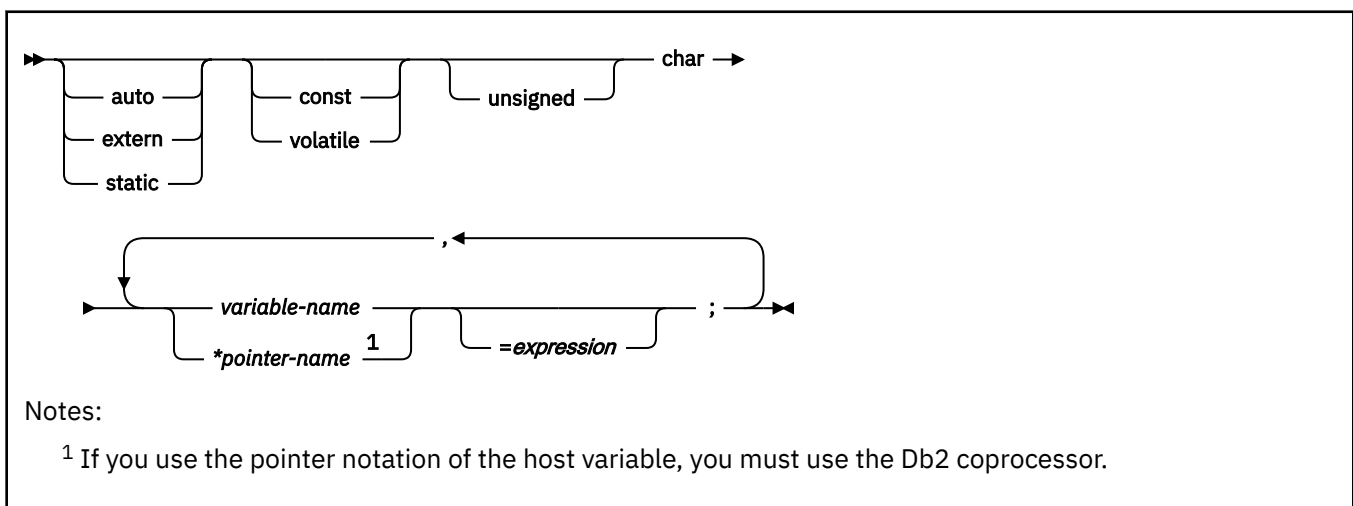 auto const unsigned char
extern volatile
static
,
variable-name ;
*pointer-name 1 =expression
Notes:
1 If you use the pointer notation of the host variable, you must use the Db2 coprocessor.